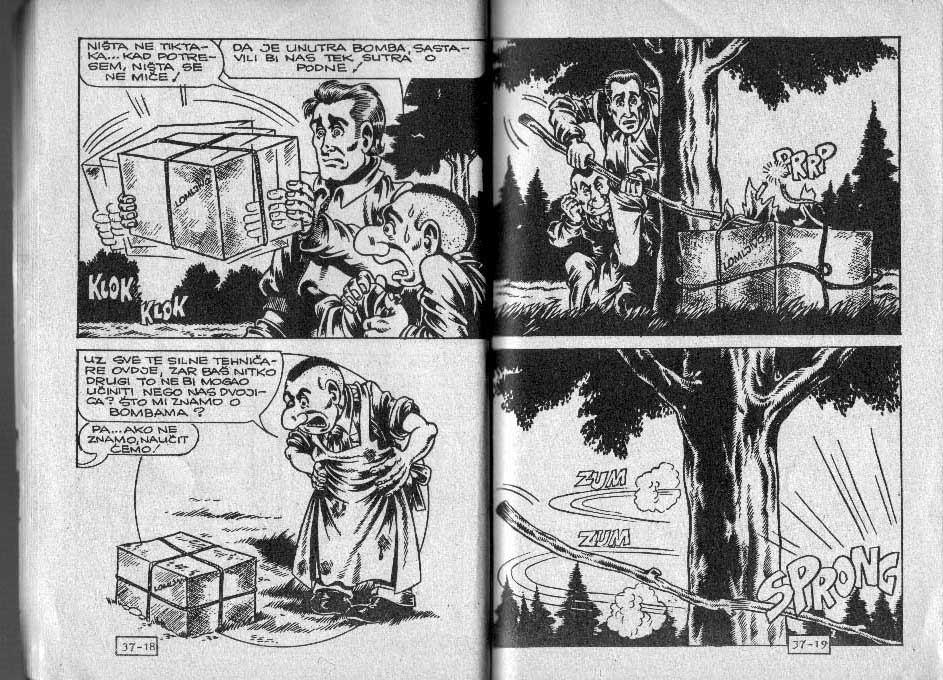 NIŠTA NE TIKTA-
KA... KAD POTRE-
SEM, NIŠTA SE
NE MIČE!
DA JE UNUTRA BOMBA, SASTA-
VILI BI NAS TEK SUTRA O
PODNE!
LOMLJIVO
KLOK
KLOK
UZ SVE TE SILNE TEHNIČA-
RE OVDJE, ZAR BAŠ NITKO
DRUGI TO NE BI MOGAO
UČINITI NEGO NAS DVOJI-
CA? ŠTO MI ZNAMO O
BOMBAMA?
PA... AKO NE
ZNAMO, NAUČIT
ĆEMO!
LOMLJIVO
37-18
PRRP
LOMLJIVO
ZUM
ZUM
SPRONG
37-19